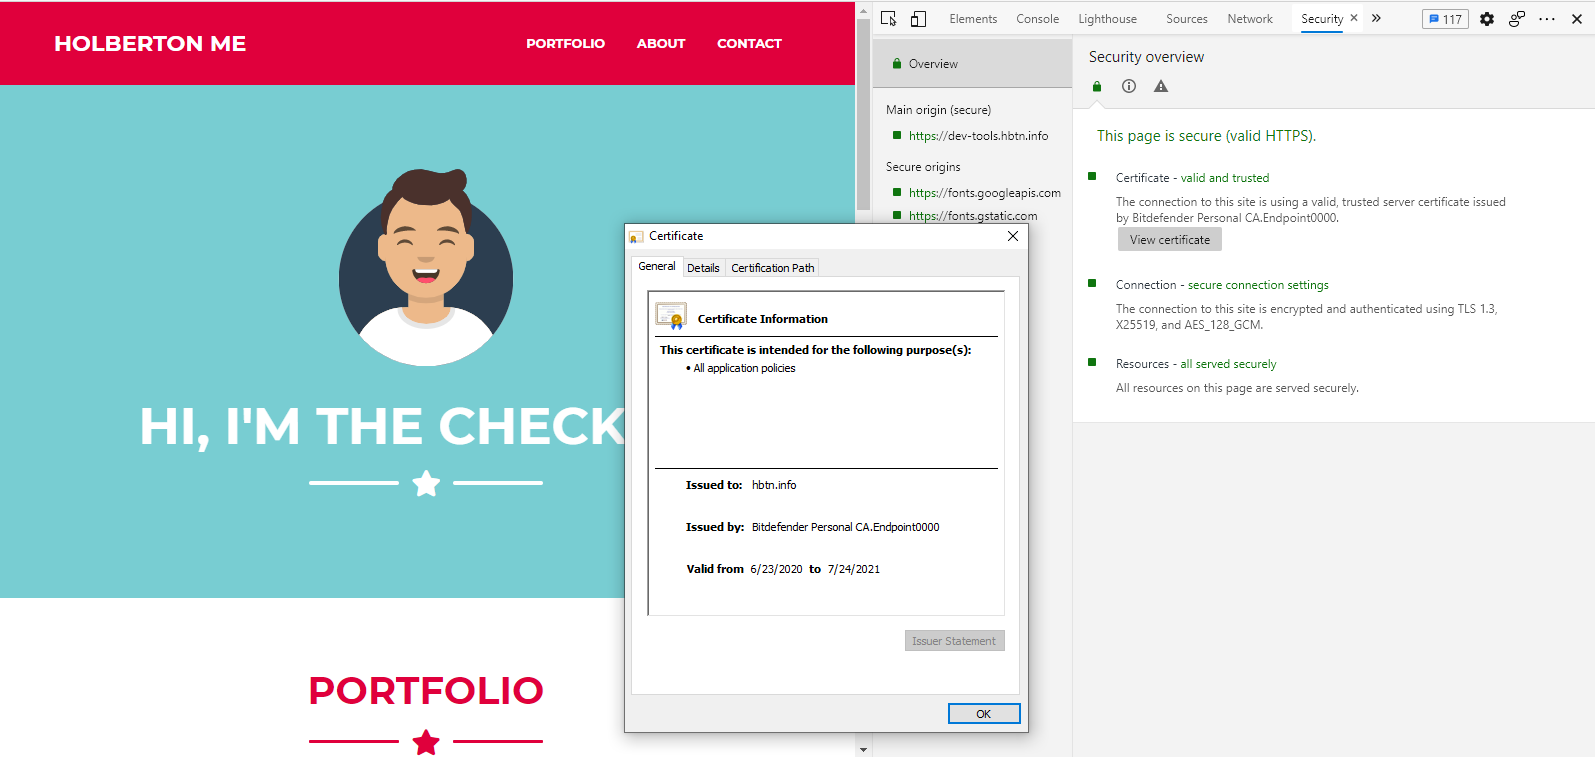 HOLBERTON ME
PORTFOLIO ABOUT CONTACT
HI, I'M THE CHECK
PORTFOLIO
Elements Console Lighthouse Sources Network Security × » 117
Overview
Main origin (secure)
https://dev-tools.hbtn.info
Secure origins
https://fonts.googleapis.com
https://fonts.gstatic.com
Security overview
This page is secure (valid HTTPS).
Certificate - valid and trusted
The connection to this site is using a valid, trusted server certificate issued
by Bitdefender Personal CA.Endpoint0000.
View certificate
Connection - secure connection settings
The connection to this site is encrypted and authenticated using TLS 1.3,
X25519, and AES_128_GCM.
Resources - all served securely
All resources on this page are served securely.
Certificate
General Details Certification Path
Certificate Information
This certificate is intended for the following purpose(s):
• All application policies
Issued to: hbtn.info
Issued by: Bitdefender Personal CA.Endpoint0000
Valid from 6/23/2020 to 7/24/2021
Issuer Statement
OK